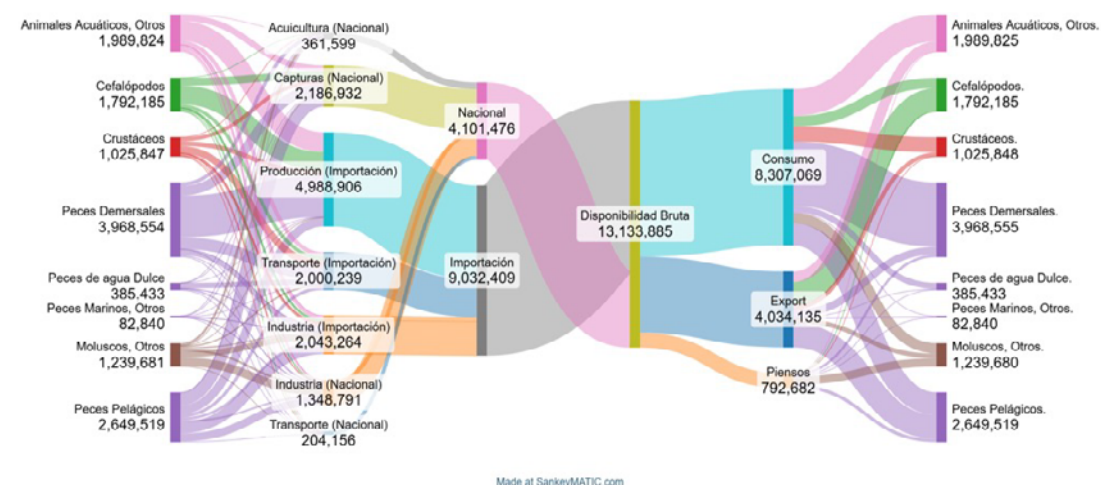 Animales Acuáticos, Otros
1,989,824
Cefalópodos
1,792,185
Crustáceos
1,025,847
Peces Demersales
3,968,554
Peces de agua Dulce
385,433
Peces Marinos, Otros
82,840
Moluscos, Otros
1,239,681
Peces Pelágicos
2,649,519
Acuicultura (Nacional)
361,599
Capturas (Nacional)
2,186,932
Producción (Importación)
4,988,906
Transporte (Importación)
2,000,239
Industria (Importación)
2,043,264
Industria (Nacional)
1,348,791
Transporte (Nacional)
204,156
Nacional
4,101,476
Importación
9,032,409
Disponibilidad Bruta
13,133,885
Consumo
8,307,069
Export
4,034,135
Piensos
792,682
Animales Acuáticos, Otros.
1,989,825
Cefalópodos.
1,792,185
Crustáceos.
1,025,848
Peces Demersales.
3,968,555
Peces de agua Dulce.
385,433
Peces Marinos, Otros.
82,840
Moluscos, Otros.
1,239,680
Peces Pelágicos.
2,649,519
Made at SankeyMATIC.com